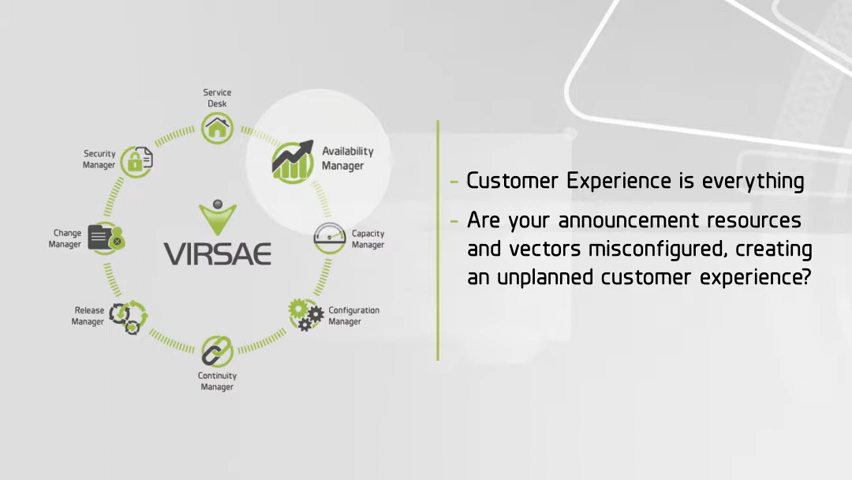 Service
Desk
Availability
Manager
Capacity
Manager
Configuration
Manager
Continuity
Manager
Release
Manager
Change
Manager
Security
Manager
VIRSAE
- Customer Experience is everything
- Are your announcement resources
and vectors misconfigured, creating
an unplanned customer experience?